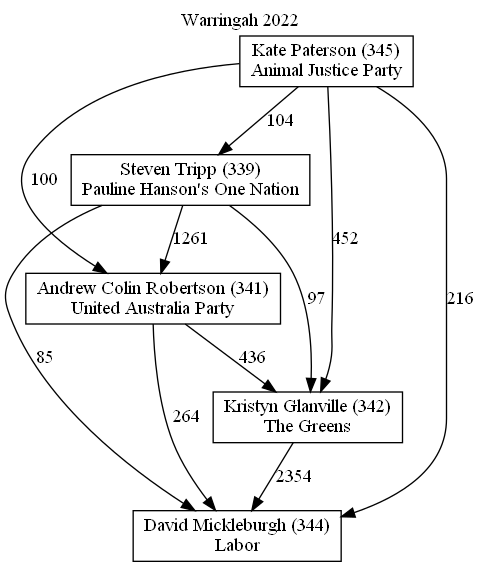 Warringah 2022
Kate Paterson (345)
Animal Justice Party
104
Steven Tripp (339)
Pauline Hanson's One Nation
100
1261
452
216
Andrew Colin Robertson (341)
United Australia Party
97
85
436
264
Kristyn Glanville (342)
The Greens
2354
David Mickleburgh (344)
Labor